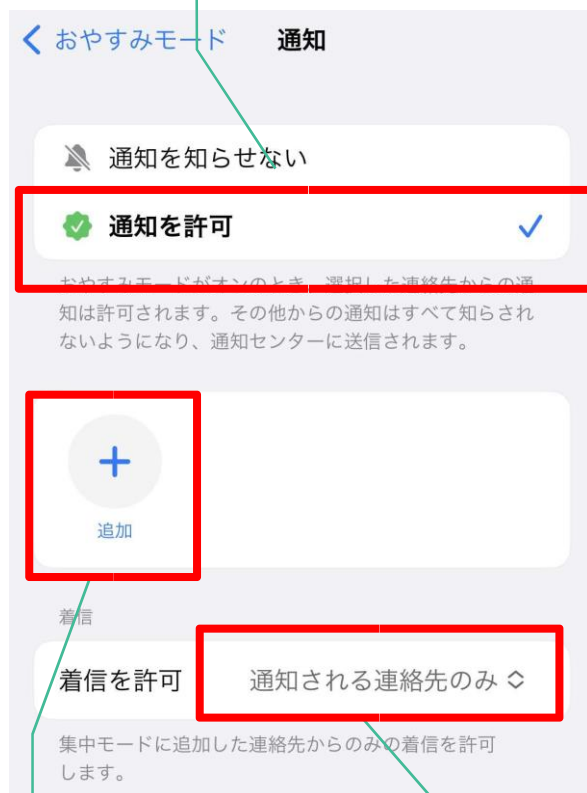 おやすみモード 通知
通知を知らせない
通知を許可
おやすみモードがオンのとき、選択した連絡先からの通
知は許可されます。その他からの通知はすべて知らされ
ないようになり、通知センターに送信されます。
追加
着信
着信を許可 通知される連絡先のみ
集中モードに追加した連絡先からのみの着信を許可
します。